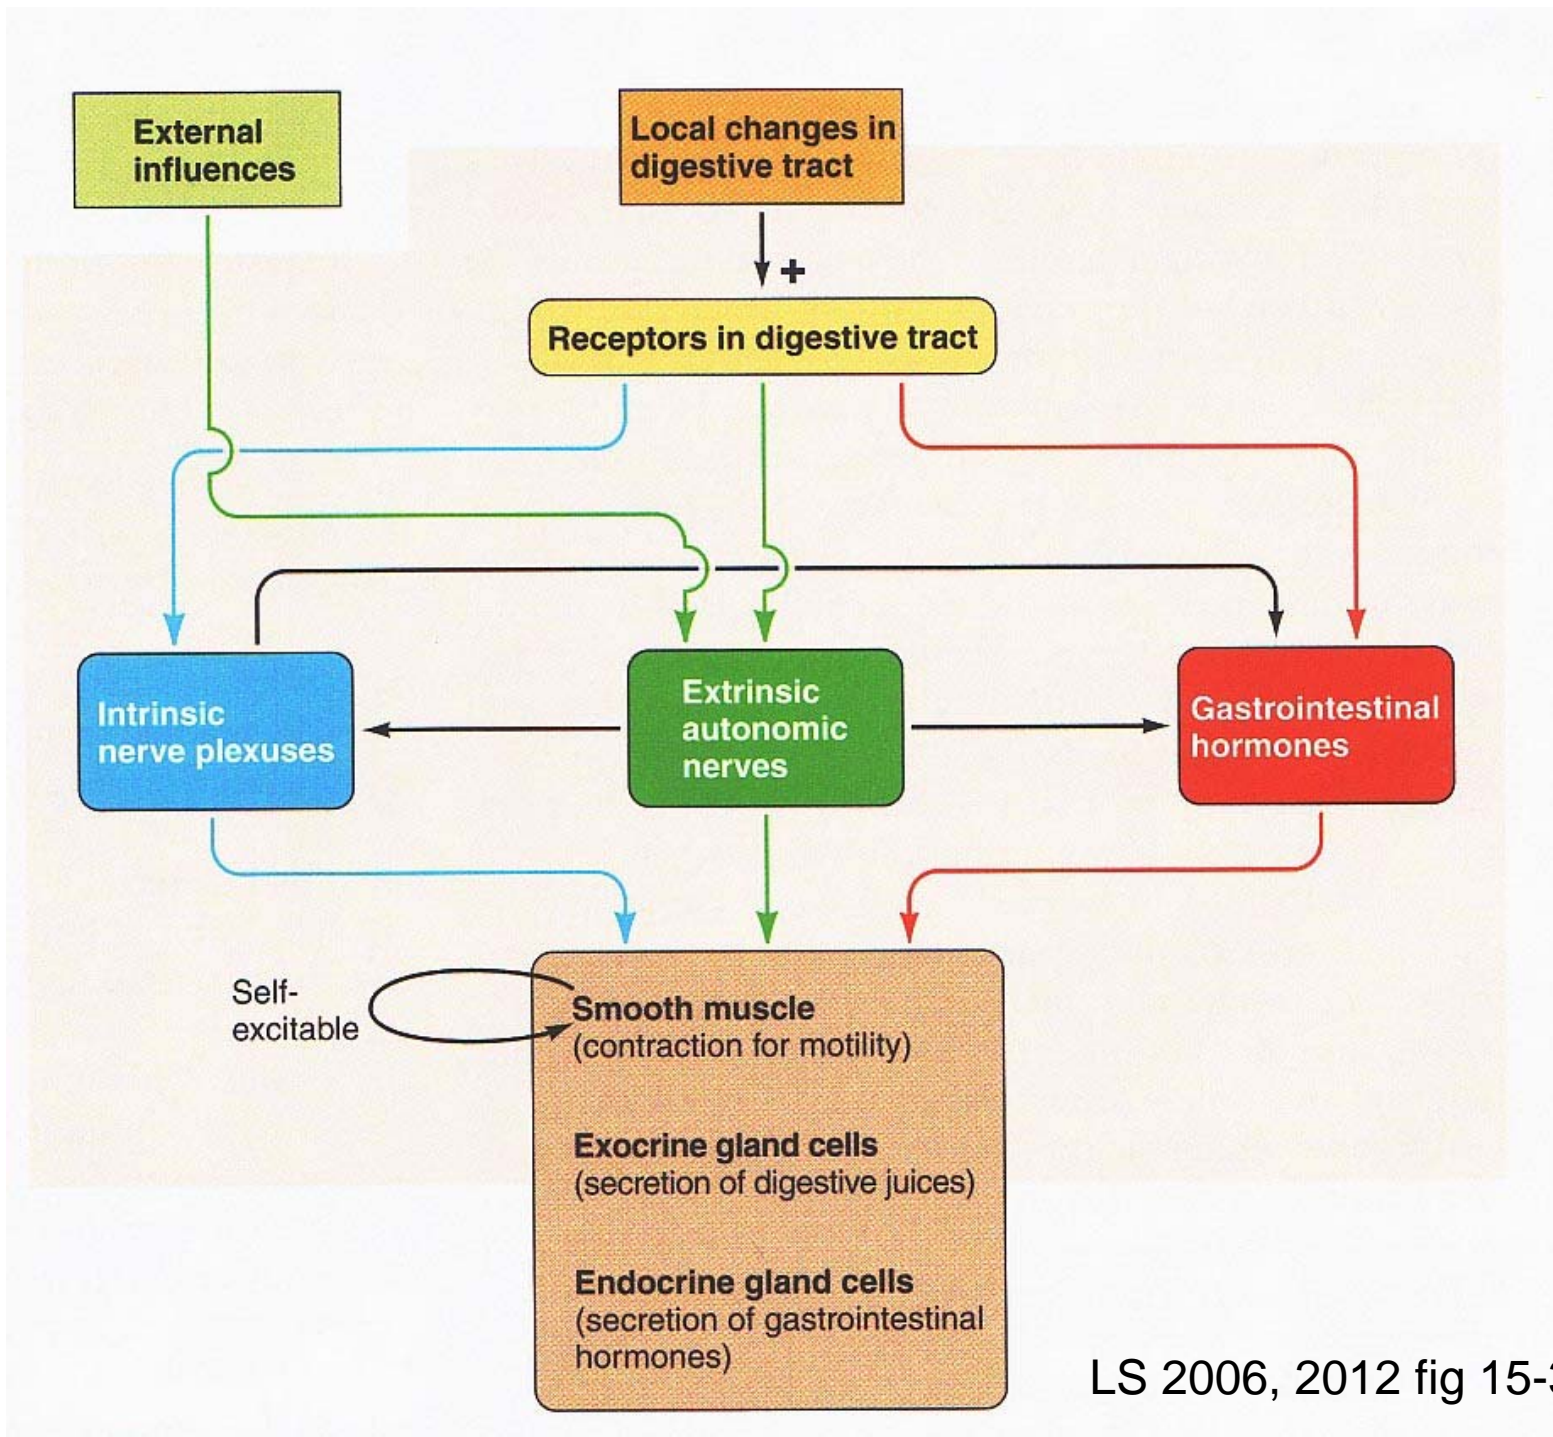 External
influences
Local changes in
digestive tract
+
Receptors in digestive tract
Intrinsic
nerve plexuses
Extrinsic
autonomic
nerves
Gastrointestinal
hormones
Self-
excitable
Smooth muscle
(contraction for motility)
Exocrine gland cells
(secretion of digestive juices)
Endocrine gland cells
(secretion of gastrointestinal
hormones)
LS 2006, 2012 fig 15-